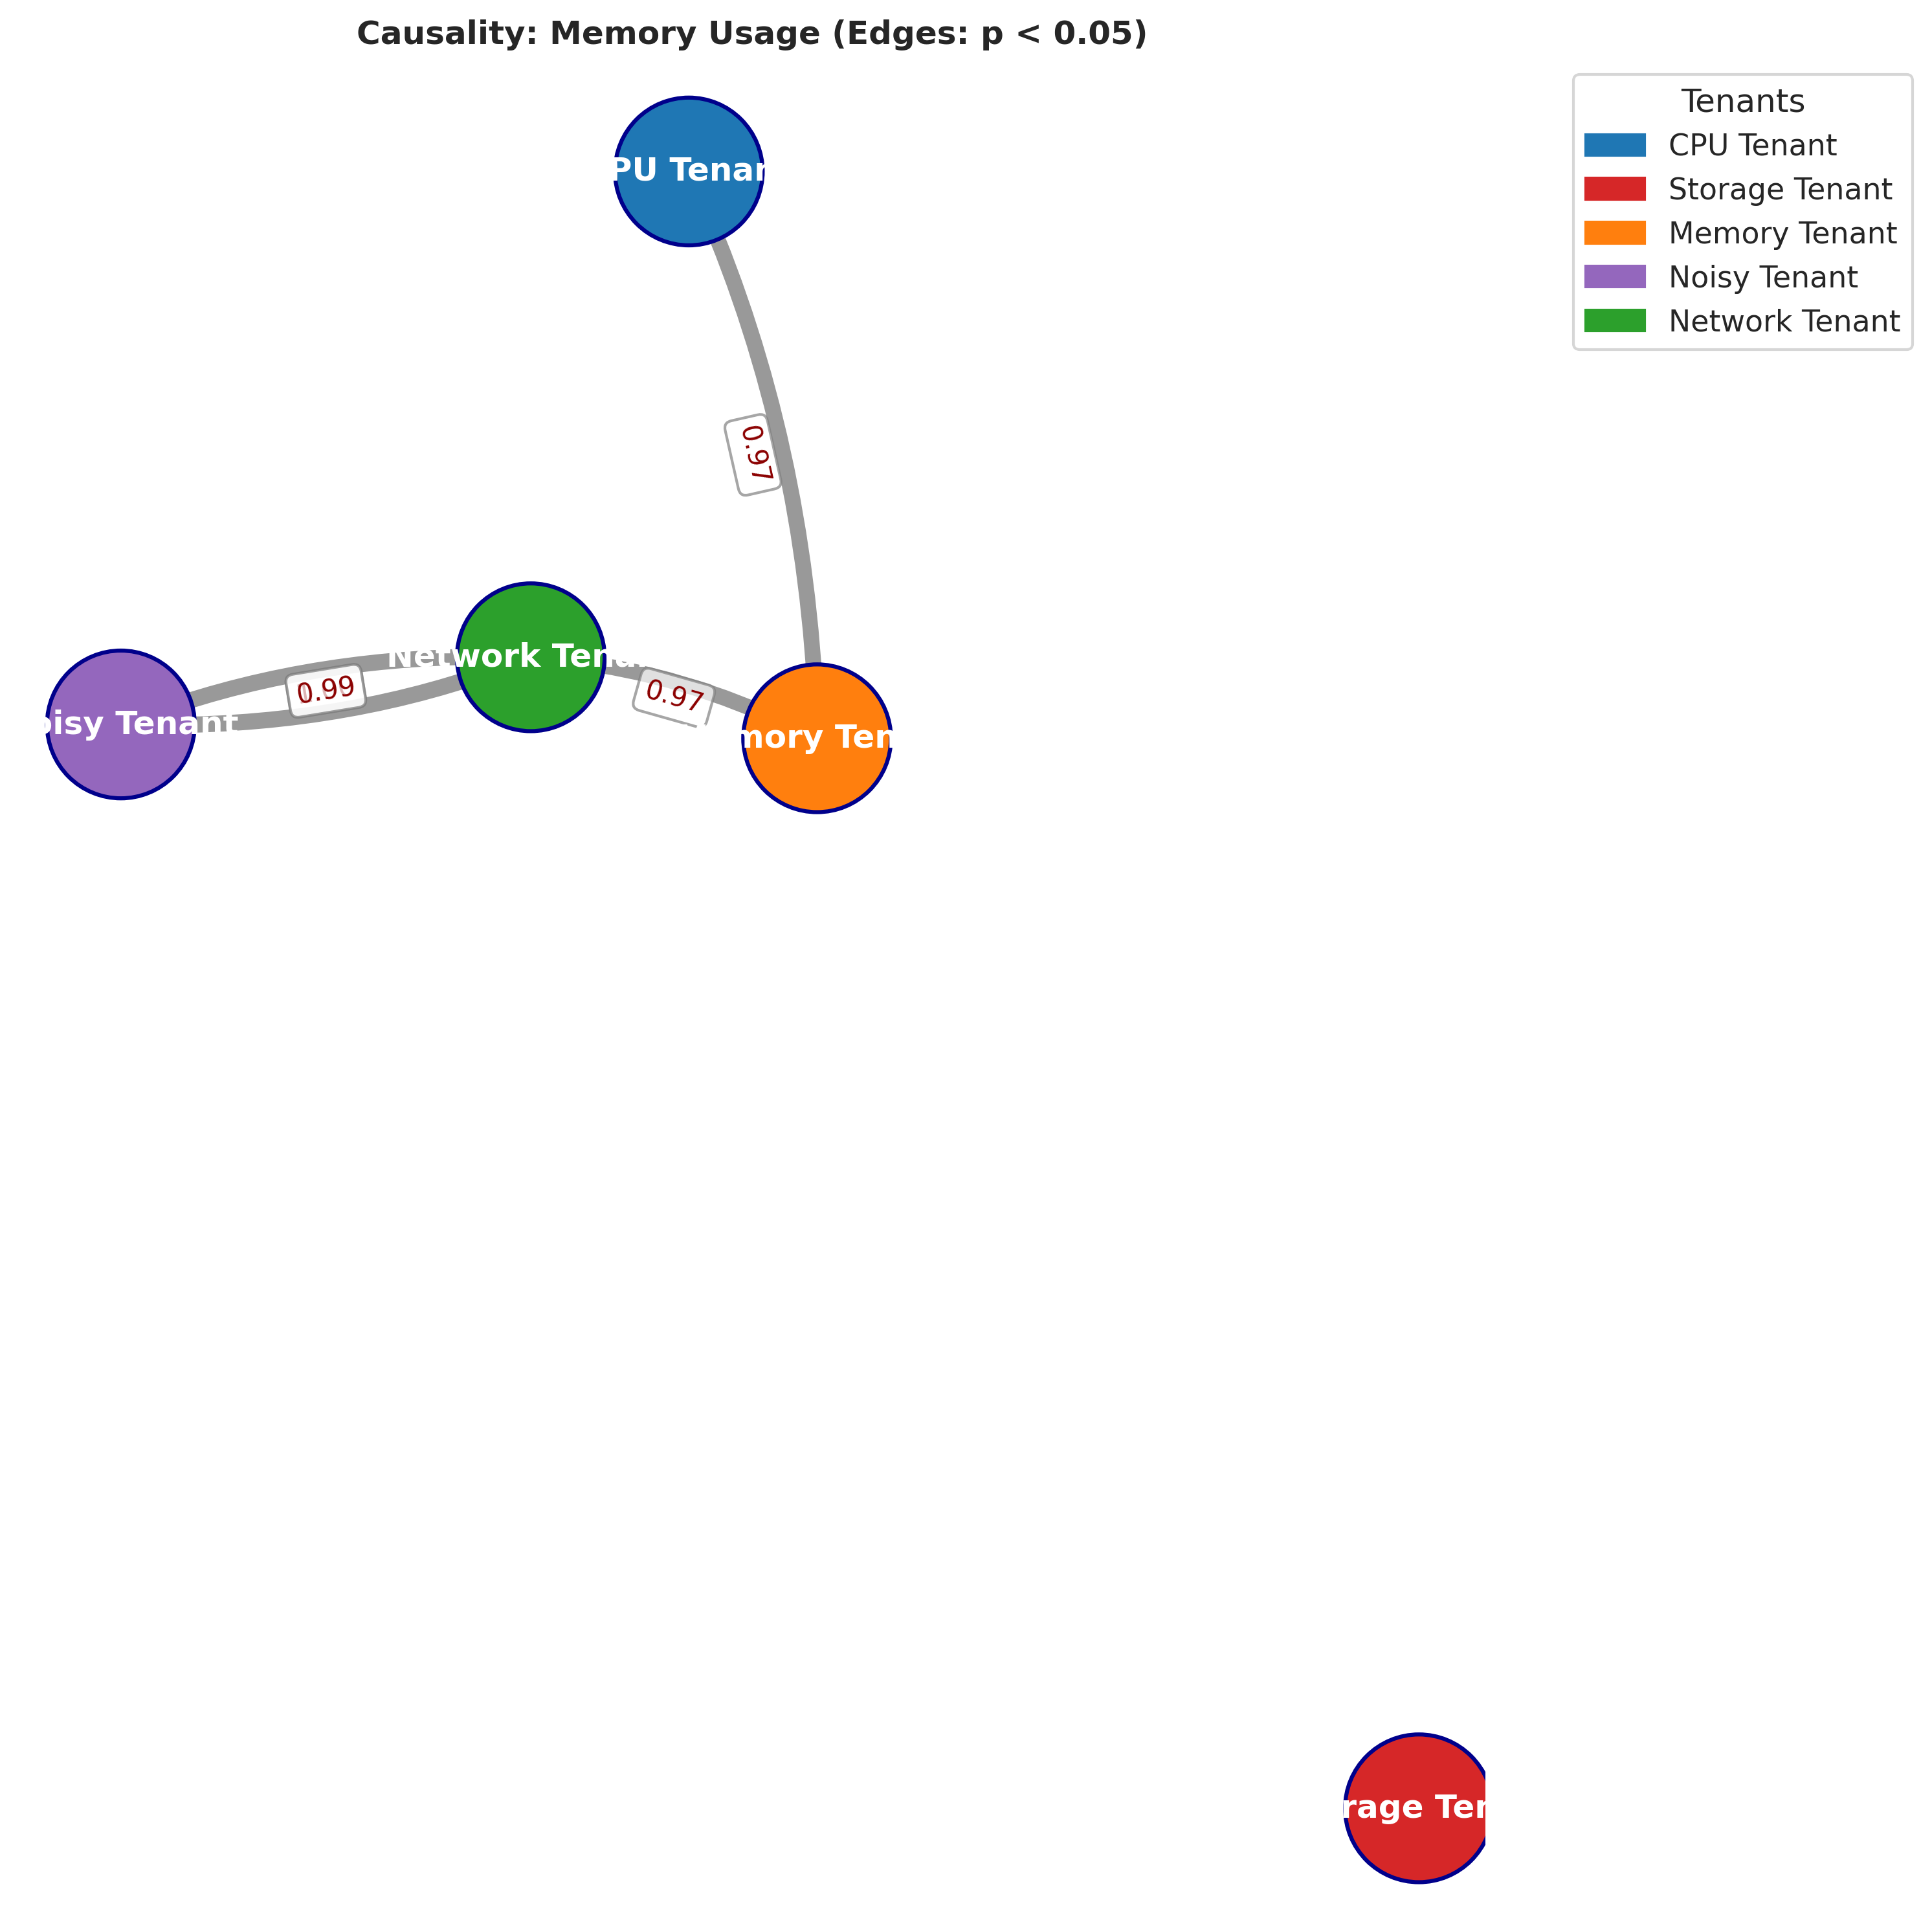 Causality: Memory Usage (Edges: p < 0.05)
Tenants
CPU Tenant
Storage Tenant
Memory Tenant
Noisy Tenant
Network Tenant
PU Tenan
0.97
Network Tena
0.99
0.97
oisy Tenant
mory Ten
rage Ten